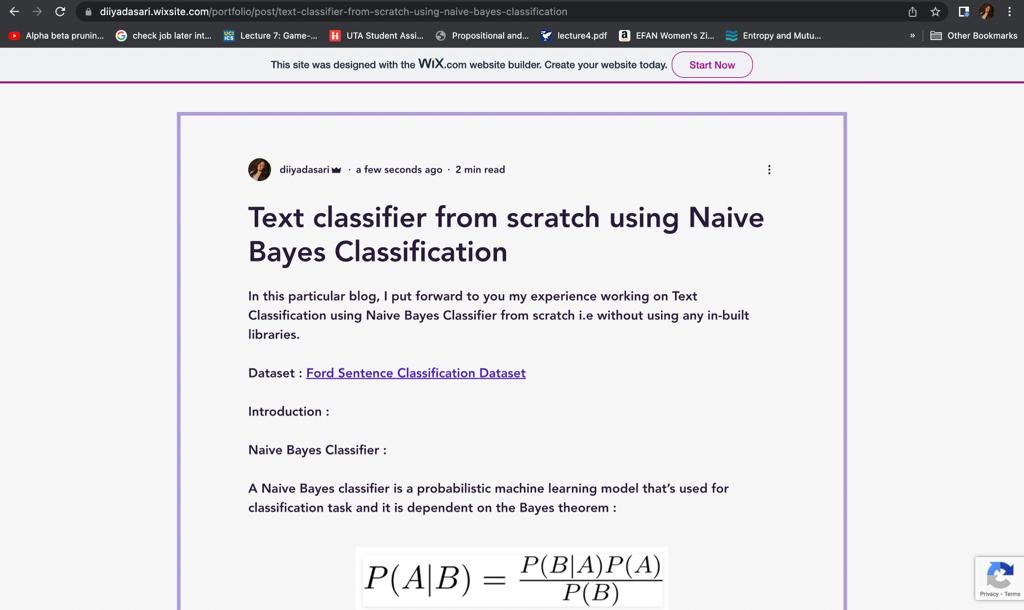 diiyadasari.wixsite.com/portfolio/post/text-classifier-from-scratch-using-naive-bayes-classification
Alpha beta prunin... check job later int... Lecture 7: Game-... UTA Student Assi... Propositional and... lecture4.pdf EFAN Women's Zi... Entropy and Mutu... » Other Bookmarks
This site was designed with the WiX.com website builder. Create your website today. Start Now
diiyadasari · a few seconds ago · 2 min read
Text classifier from scratch using Naive
Bayes Classification
In this particular blog, I put forward to you my experience working on Text
Classification using Naive Bayes Classifier from scratch i.e without using any in-built
libraries.
Dataset : Ford Sentence Classification Dataset
Introduction :
Naive Bayes Classifier :
A Naive Bayes classifier is a probabilistic machine learning model that’s used for
classification task and it is dependent on the Bayes theorem :
P(A|B) = P(B|A)P(A) / P(B)
Privacy - Terms